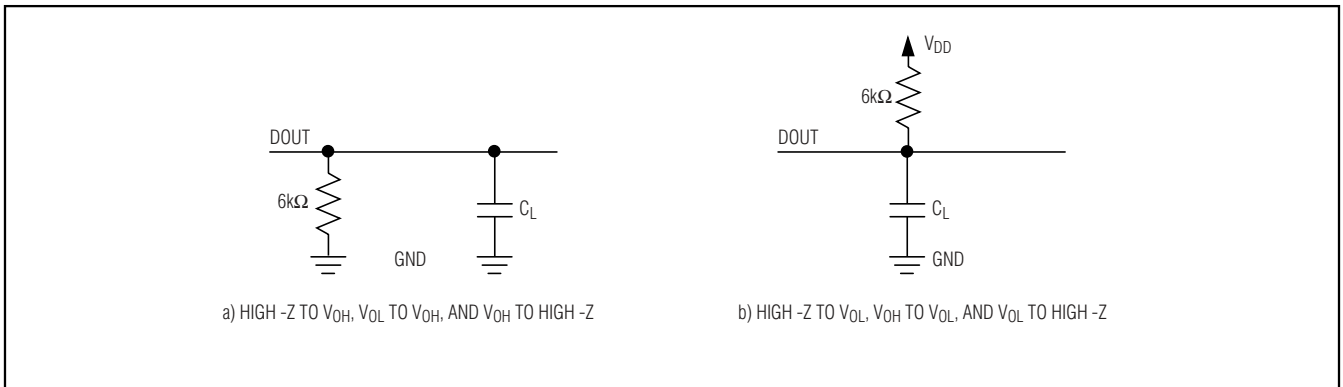 DOUT
6kΩ
GND
CL
a) HIGH -Z TO VOH, VOL TO VOH, AND VOH TO HIGH -Z
VDD
6kΩ
DOUT
CL
GND
b) HIGH -Z TO VOL, VOH TO VOL, AND VOL TO HIGH -Z